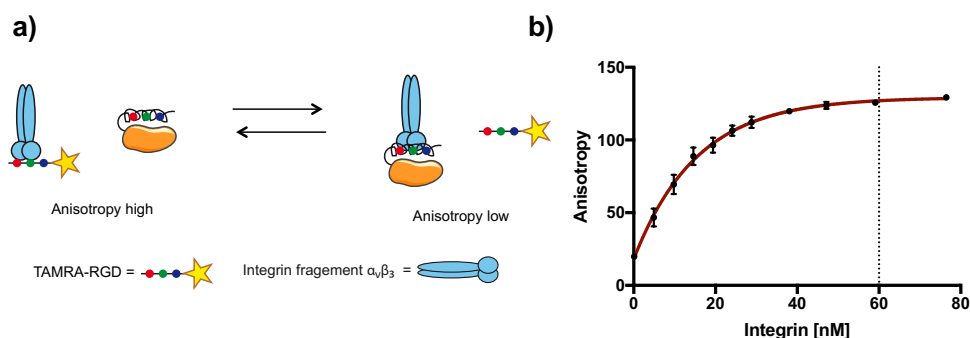 a)
Anisotropy high
Anisotropy low
TAMRA-RGD =
Integrin fragement αvβ3 =
b)
150
100
50
0
Anisotropy
0 20 40 60 80
Integrin [nM]